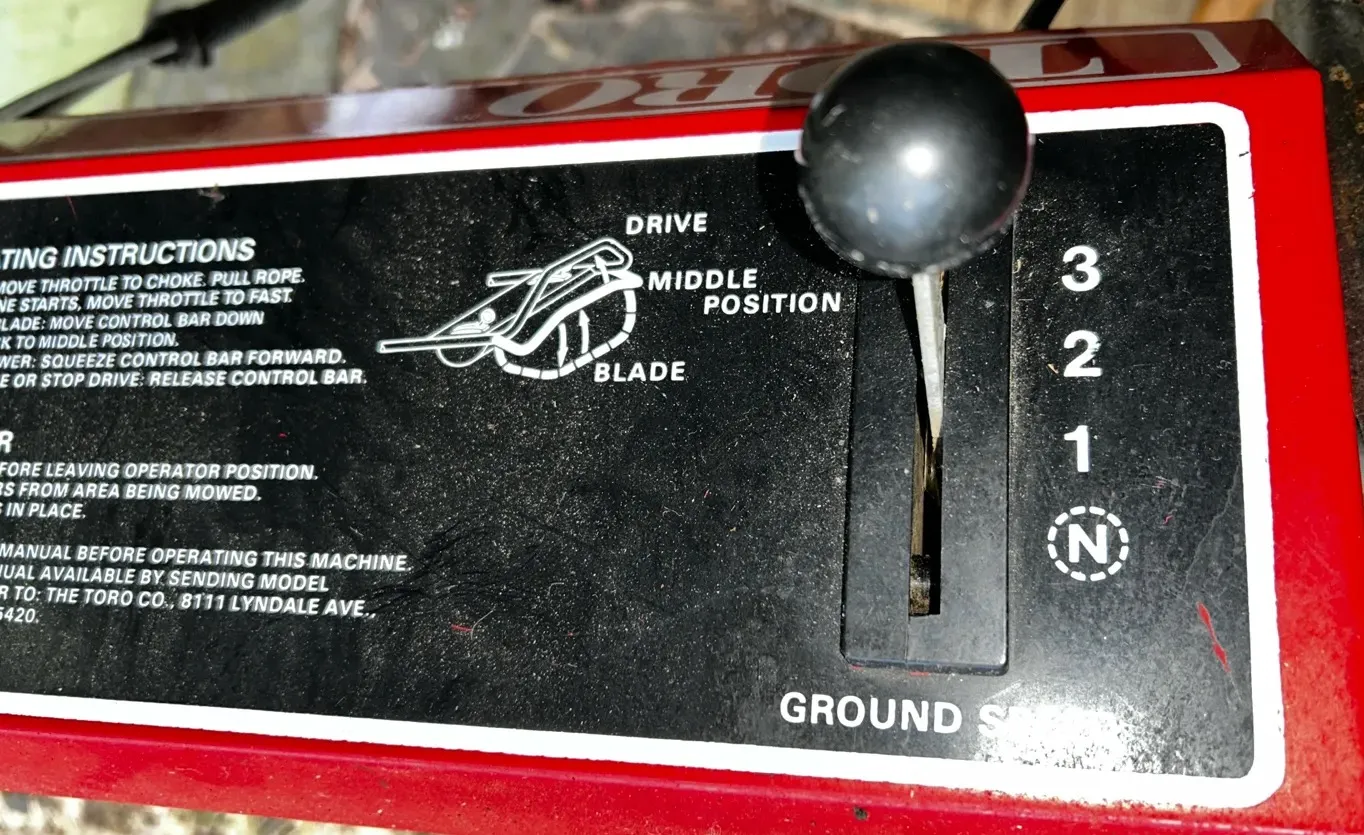 TORO
TING INSTRUCTIONS
MOVE THROTTLE TO CHOKE. PULL ROPE.
NE STARTS, MOVE THROTTLE TO FAST.
LADE: MOVE CONTROL BAR DOWN
CK TO MIDDLE POSITION.
WER: SQUEEZE CONTROL BAR FORWARD.
E OR STOP DRIVE: RELEASE CONTROL BAR.
R
FORE LEAVING OPERATOR POSITION.
RS FROM AREA BEING MOWED.
S IN PLACE.
MANUAL BEFORE OPERATING THIS MACHINE.
UAL AVAILABLE BY SENDING MODEL
R TO: THE TORO CO., 8111 LYNDALE AVE.,
5420.
DRIVE
MIDDLE
POSITION
BLADE
3
2
1
N
GROUND